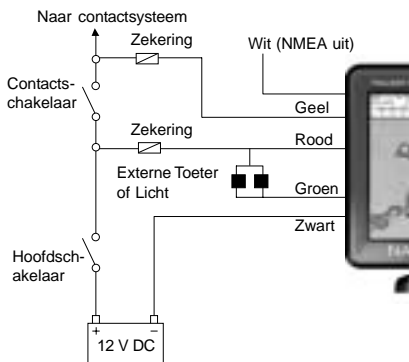 Naar contactsysteem
Zekering
Wit (NMEA uit)
Contacts-
chakelaar
Geel
Zekering
Rood
Externe Toeter
of Licht
Groen
Zwart
Hoofdsch-
akelaar
+ −
12 V DC